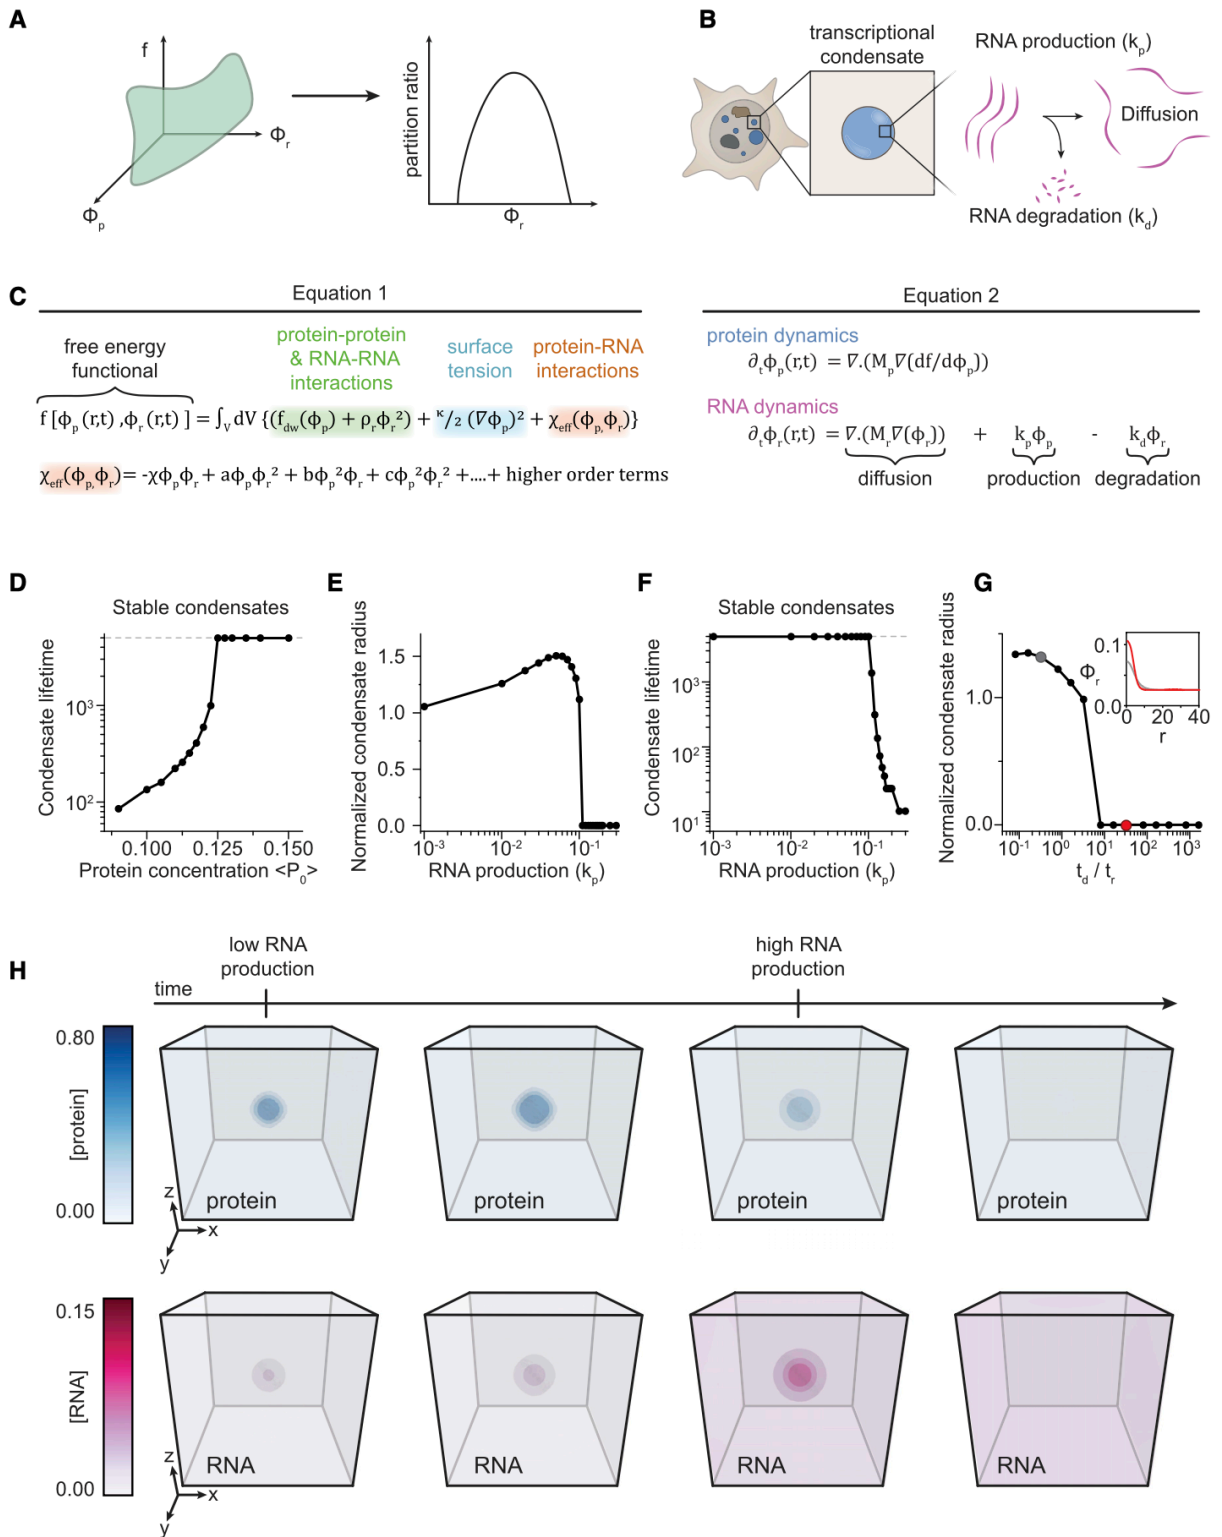 A
f
Φr
Φp
partition ratio
Φr
B
transcriptional
condensate
RNA production (kp)
Diffusion
RNA degradation (kd)
C
Equation 1
free energy
functional
protein-protein
& RNA-RNA
interactions
surface
tension
protein-RNA
interactions
f [ϕp (r,t) ,ϕr (r,t) ] = ∫V dV {(fdw(ϕp) + ρrϕr²) + κ/2 (∇ϕp)² + χeff(ϕp,ϕr)}
χeff(ϕp,ϕr)= -χϕpϕr + aϕpϕr² + bϕp²ϕr + cϕp²ϕr² +....+ higher order terms
Equation 2
protein dynamics
∂tϕp(r,t) = ∇.(Mp∇(df/dϕp))
RNA dynamics
∂tϕr(r,t) = ∇.(Mr∇(ϕr)) + kpϕp - kdϕr
diffusion production degradation
D
Stable condensates
Condensate lifetime
10³
10²
0.100 0.125 0.150
Protein concentration <P0>
E
Normalized condensate radius
1.5
1.0
0.5
0.0
10⁻³ 10⁻² 10⁻¹
RNA production (kp)
F
Stable condensates
Condensate lifetime
10³
10²
10¹
10⁻³ 10⁻² 10⁻¹
RNA production (kp)
G
Normalized condensate radius
1.0
0.0
10⁻¹ 10⁰ 10¹ 10² 10³
td / tr
0.1
Φr
0.0
0 20 40
r
H
low RNA
production
high RNA
production
time
0.80
[protein]
0.00
protein
protein
protein
protein
z
x
y
0.15
[RNA]
0.00
RNA
RNA
RNA
RNA
z
x
y